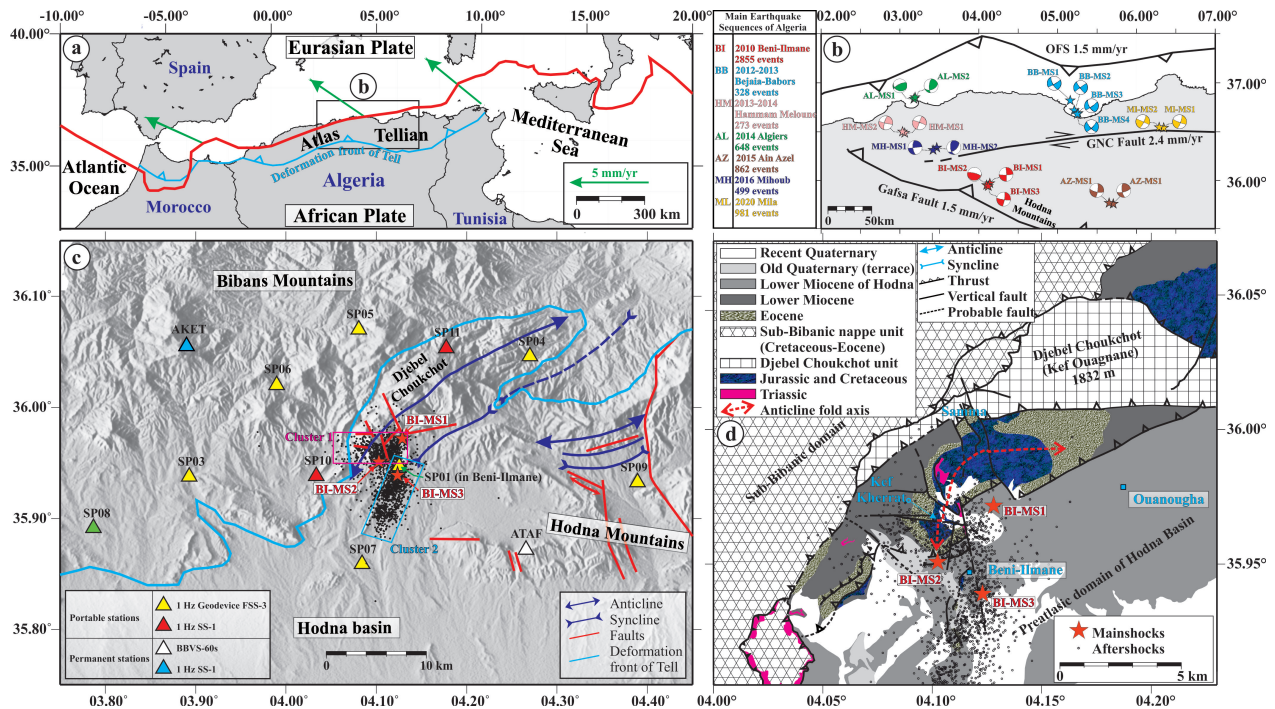 -10.00°
-05.00°
00.00°
05.00°
10.00°
15.00°
20.00°
40.00°
35.00°
a
Eurasian Plate
Spain
b
Atlas
Tellian
Mediterranean
Sea
Atlantic
Ocean
Deformation front of Tell
Algeria
Morocco
African Plate
Tunisia
5 mm/yr
0
300 km
Main Earthquake
Sequences of Algeria
BI 2010 Beni-Ilmane
2855 events
BB 2012-2013
Bejaia-Babors
328 events
HM 2013-2014
Hammam Melouane
273 events
AL 2014 Algiers
648 events
AZ 2015 Ain Azel
862 events
MH 2016 Mihoub
499 events
ML 2020 Mila
981 events
02.00°
03.00°
04.00°
05.00°
06.00°
07.00°
37.00°
36.00°
b
OFS 1.5 mm/yr
AL-MS2
AL-MS1
BB-MS1
BB-MS2
BB-MS3
BB-MS4
MI-MS2
MI-MS1
HM-MS2
HM-MS1
MH-MS1
MH-MS2
GNC Fault 2.4 mm/yr
BI-MS2
BI-MS1
BI-MS3
AZ-MS1
AZ-MS1
Gafsa Fault 1.5 mm/yr
Hodna
Mountains
0
50km
c
Bibans Mountains
36.10°
36.00°
35.90°
35.80°
AKET
SP05
SP11
SP04
SP06
Djebel
Choukchot
BI-MS1
Cluster 1
SP03
SP10
SP01 (in Beni-Ilmane)
SP09
BI-MS2
BI-MS3
SP08
Hodna Mountains
Cluster 2
SP07
ATAF
Portable stations
1 Hz Geodevice FSS-3
1 Hz SS-1
Permanent stations
BBVS-60s
1 Hz SS-1
Hodna basin
0
10 km
Anticline
Syncline
Faults
Deformation
front of Tell
03.80°
03.90°
04.00°
04.10°
04.20°
04.30°
04.40°
Recent Quaternary
Old Quaternary (terrace)
Lower Miocene of Hodna
Lower Miocene
Eocene
Sub-Bibanic nappe unit
(Cretaceous-Eocene)
Djebel Choukchot unit
Jurassic and Cretaceous
Triassic
Anticline fold axis
Anticline
Syncline
Thrust
Vertical fault
Probable fault
36.05°
36.00°
35.95°
Djebel Choukchot
(Kef Ouagnane)
1832 m
d
Samma
Sub-Bibanic domain
Kef
Kherrat
Ouanougha
BI-MS1
BI-MS2
Beni-Ilmane
BI-MS3
Preatlasic domain of Hodna Basin
Mainshocks
Aftershocks
0
5 km
04.05°
04.10°
04.15°
04.20°